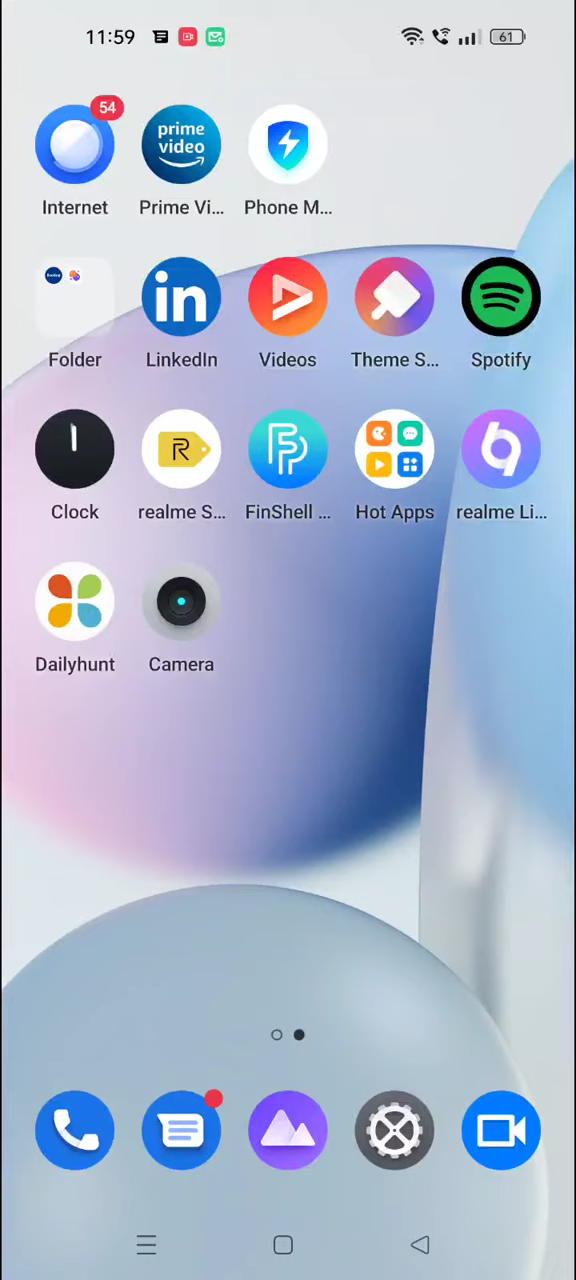 11:59
61
54
prime video
Internet
Prime Vi...
Phone M...
in
Folder
LinkedIn
Videos
Theme S...
Spotify
R
Clock
realme S...
FinShell ...
Hot Apps
realme Li...
Dailyhunt
Camera